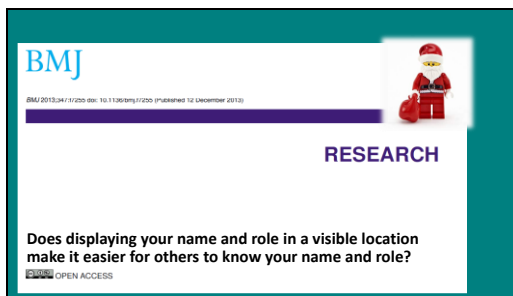 BMJ
BMJ 2013;347:f7255 doi: 10.1136/bmj.f7255 (Published 12 December 2013)
RESEARCH
Does displaying your name and role in a visible location
make it easier for others to know your name and role?
OPEN ACCESS